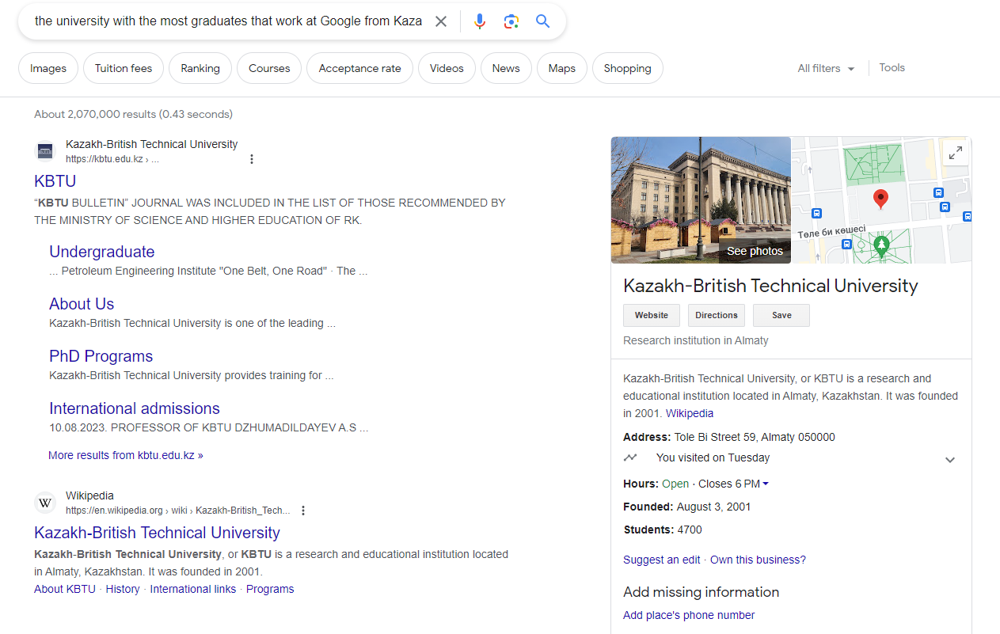 the university with the most graduates that work at Google from Kaza
Images
Tuition fees
Ranking
Courses
Acceptance rate
Videos
News
Maps
Shopping
All filters
Tools
About 2,070,000 results (0.43 seconds)
Kazakh-British Technical University
https://kbtu.edu.kz › ...
KBTU
“KBTU BULLETIN” JOURNAL WAS INCLUDED IN THE LIST OF THOSE RECOMMENDED BY
THE MINISTRY OF SCIENCE AND HIGHER EDUCATION OF RK.
Undergraduate
... Petroleum Engineering Institute "One Belt, One Road" · The ...
About Us
Kazakh-British Technical University is one of the leading ...
PhD Programs
Kazakh-British Technical University provides training for ...
International admissions
10.08.2023. PROFESSOR OF KBTU DZHUMADILDAYEV A.S ...
More results from kbtu.edu.kz »
W
Wikipedia
https://en.wikipedia.org › wiki › Kazakh-British_Tech...
Kazakh-British Technical University
Kazakh-British Technical University, or KBTU is a research and educational institution located
in Almaty, Kazakhstan. It was founded in 2001.
About KBTU · History · International links · Programs
See photos
Төле би көшесі
Kazakh-British Technical University
Website
Directions
Save
Research institution in Almaty
Kazakh-British Technical University, or KBTU is a research and
educational institution located in Almaty, Kazakhstan. It was founded
in 2001. Wikipedia
Address: Tole Bi Street 59, Almaty 050000
You visited on Tuesday
Hours: Open · Closes 6 PM
Founded: August 3, 2001
Students: 4700
Suggest an edit · Own this business?
Add missing information
Add place's phone number